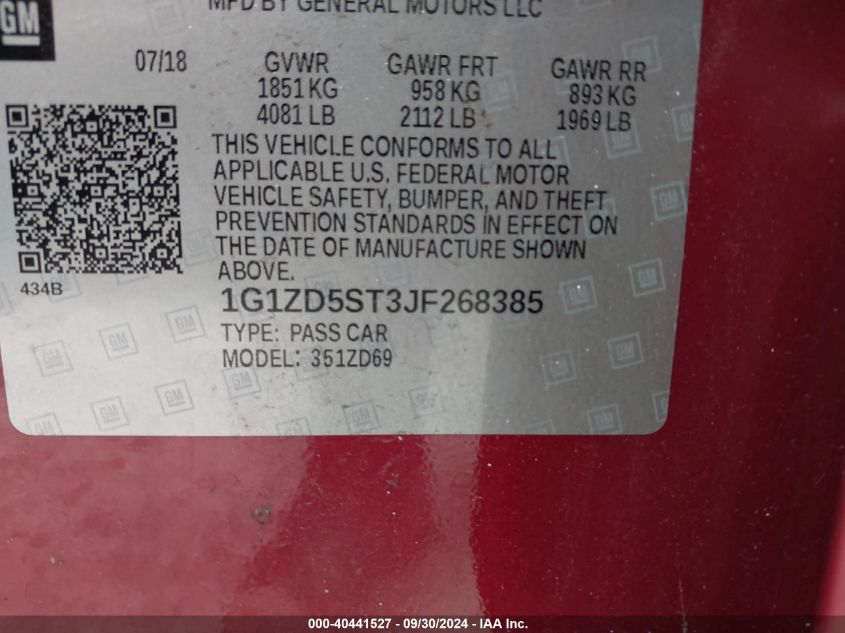 GM
MFD BY GENERAL MOTORS LLC
07/18 GVWR GAWR FRT GAWR RR
1851 KG 958 KG 893 KG
4081 LB 2112 LB 1969 LB
THIS VEHICLE CONFORMS TO ALL
APPLICABLE U.S. FEDERAL MOTOR
VEHICLE SAFETY, BUMPER, AND THEFT
PREVENTION STANDARDS IN EFFECT ON
THE DATE OF MANUFACTURE SHOWN
ABOVE.
434B
1G1ZD5ST3JF268385
TYPE: PASS CAR
MODEL: 351ZD69
000-40441527 - 09/30/2024 - IAA Inc.